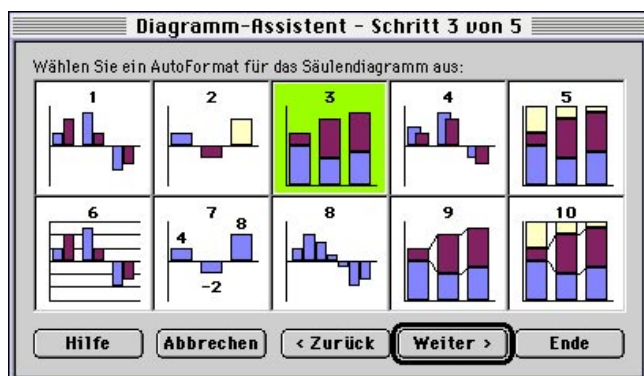 Diagramm-Assistent - Schritt 3 von 5
Wählen Sie ein AutoFormat für das Säulendiagramm aus:
1 2 3 4 5
6 7 8 9 10
4 8
-2
Hilfe Abbrechen < Zurück Weiter > Ende